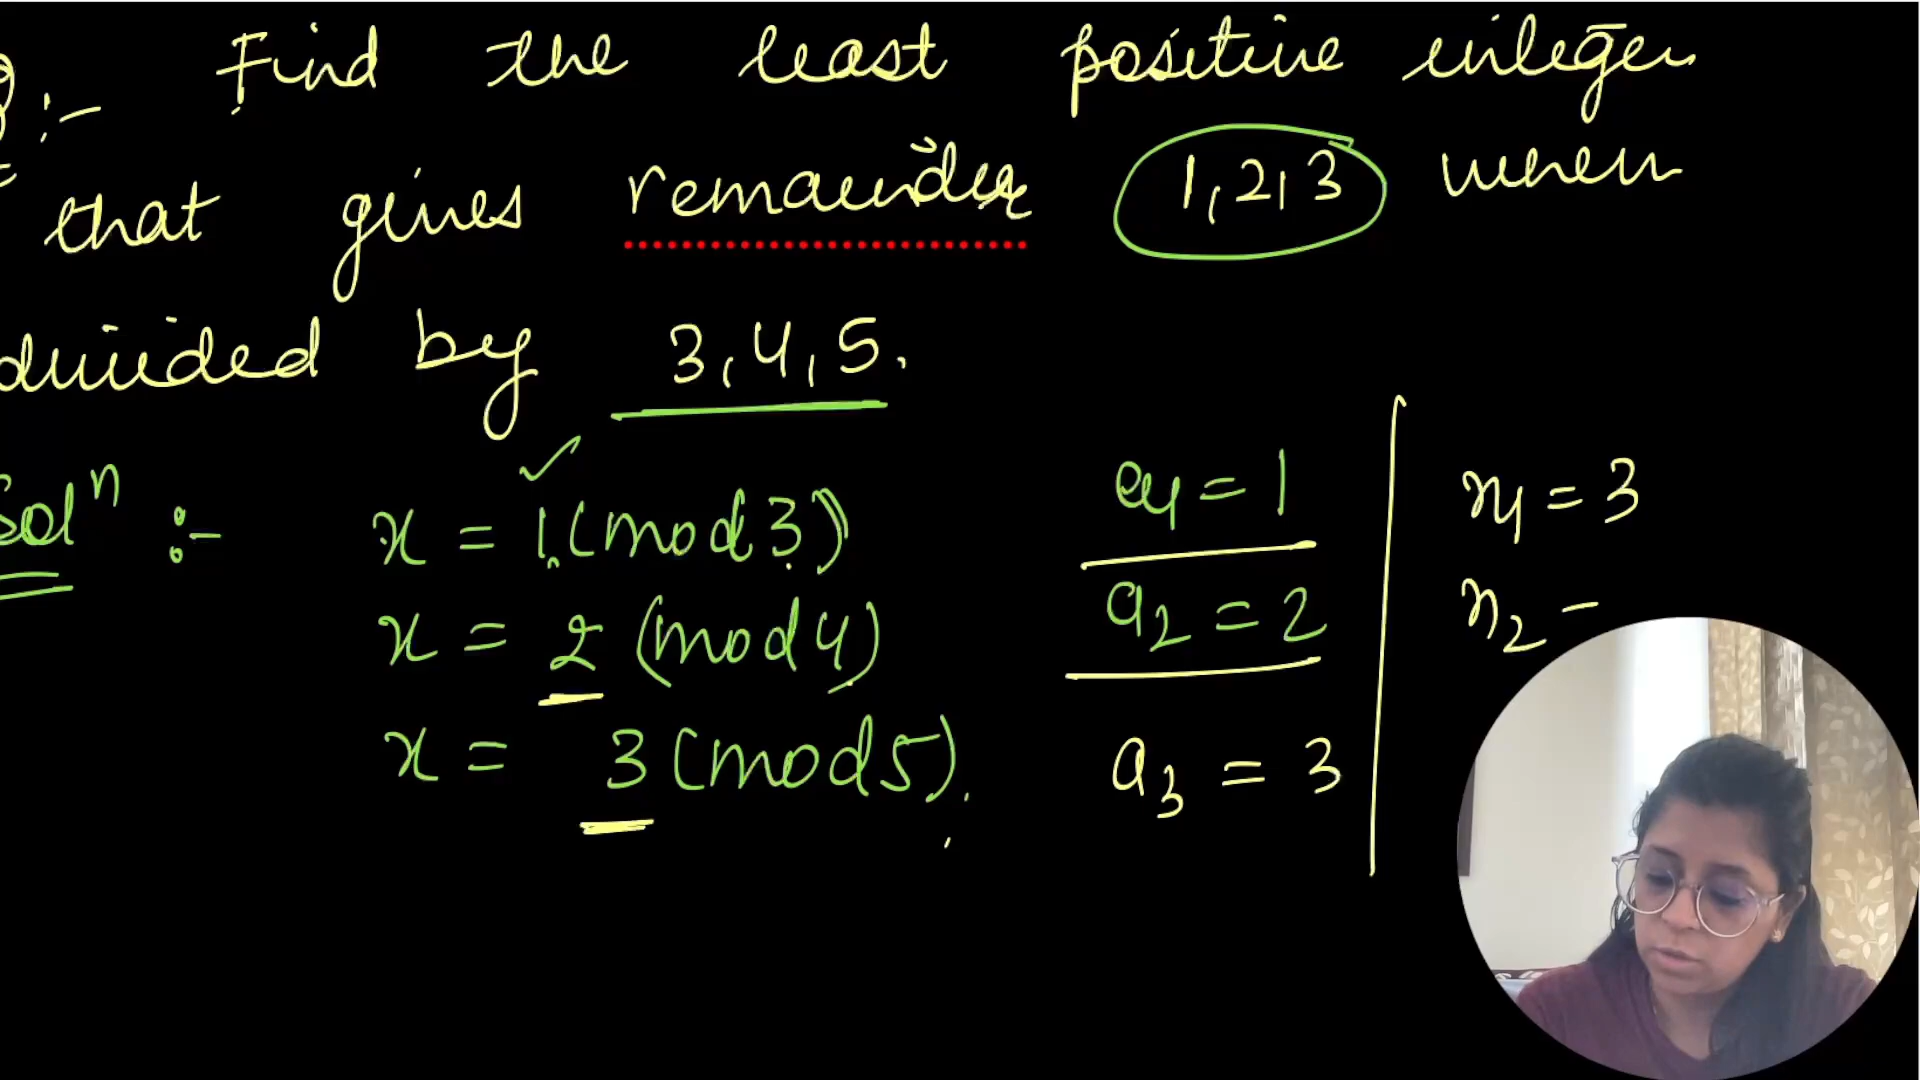 Q:- Find the least positive integer
that gives remainder 1,2,3 when
divided by 3,4,5.
Solⁿ :-
x = 1(mod 3)
x = 2 (mod 4)
x = 3 (mod 5).
a1 = 1
a2 = 2
a3 = 3
n1 = 3
n2 -